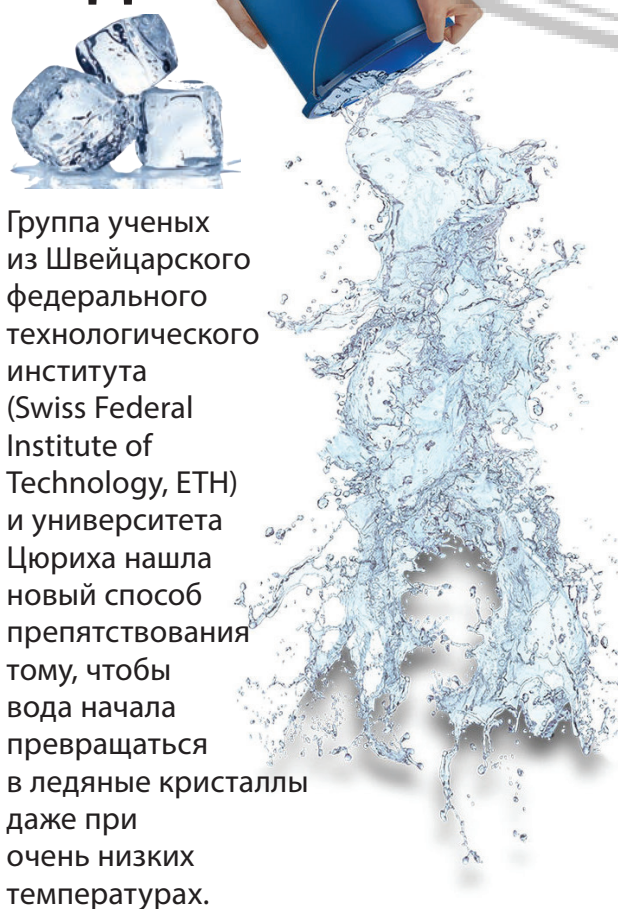 Группа ученых
из Швейцарского
федерального
технологического
института
(Swiss Federal
Institute of
Technology, ETH)
и университета
Цюриха нашла
новый способ
препятствования
тому, чтобы
вода начала
превращаться
в ледяные кристаллы
даже при
очень низких
температурах.